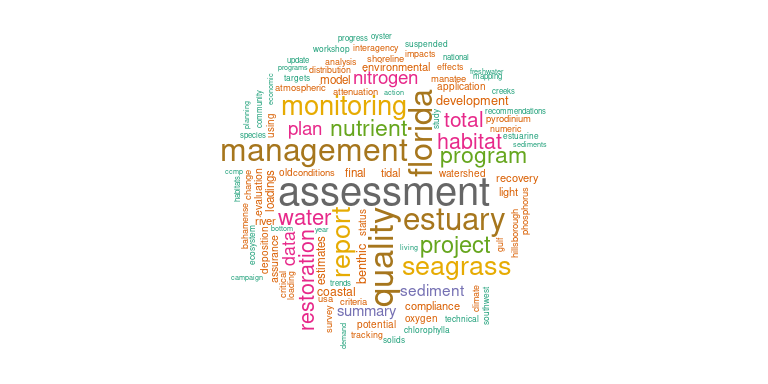 progress
oyster
workshop
interagency
suspended
update
analysis
shoreline
impacts
national
programs
distribution
environmental
effects
freshwater
targets
model
nitrogen
manatee
mapping
economic
atmospheric
attenuation
action
application
creeks
monitoring
florida
development
planning
community
using
plan
nutrient
study
total
recommendations
pyrodinium
numeric
species
management
habitat
estuarine
program
sediments
ccmp
old
conditions
final
tidal
watershed
recovery
habitats
change
evaluation
loadings
assessment
light
phosphorus
bahamense
river
water
report
status
quality
estuary
hillsborough
ecosystem
deposition
assurance
data
bottom
restoration
year
estimates
benthic
living
project
gulf
campaign
critical
loading
trends
seagrass
coastal
usa
criteria
sediment
climate
southwest
survey
summary
compliance
demand
potential
oxygen
technical
tracking
chlorophylla
solids